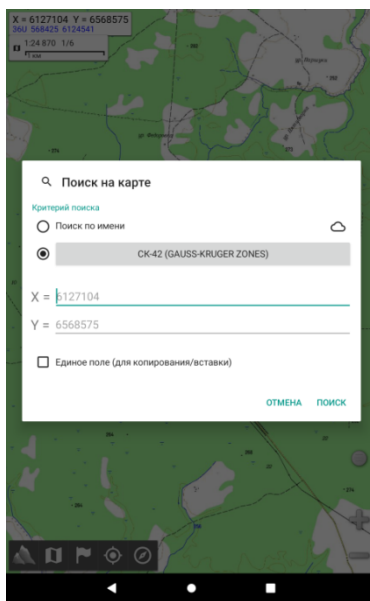 X = 6127104 Y = 6568575
36U 568425 6124541
1:24 870 1/6
1 км
Поиск на карте
Критерий поиска
Поиск по имени
СК-42 (GAUSS-KRUGER ZONES)
X = 6127104
Y = 6568575
Единое поле (для копирования/вставки)
ОТМЕНА ПОИСК